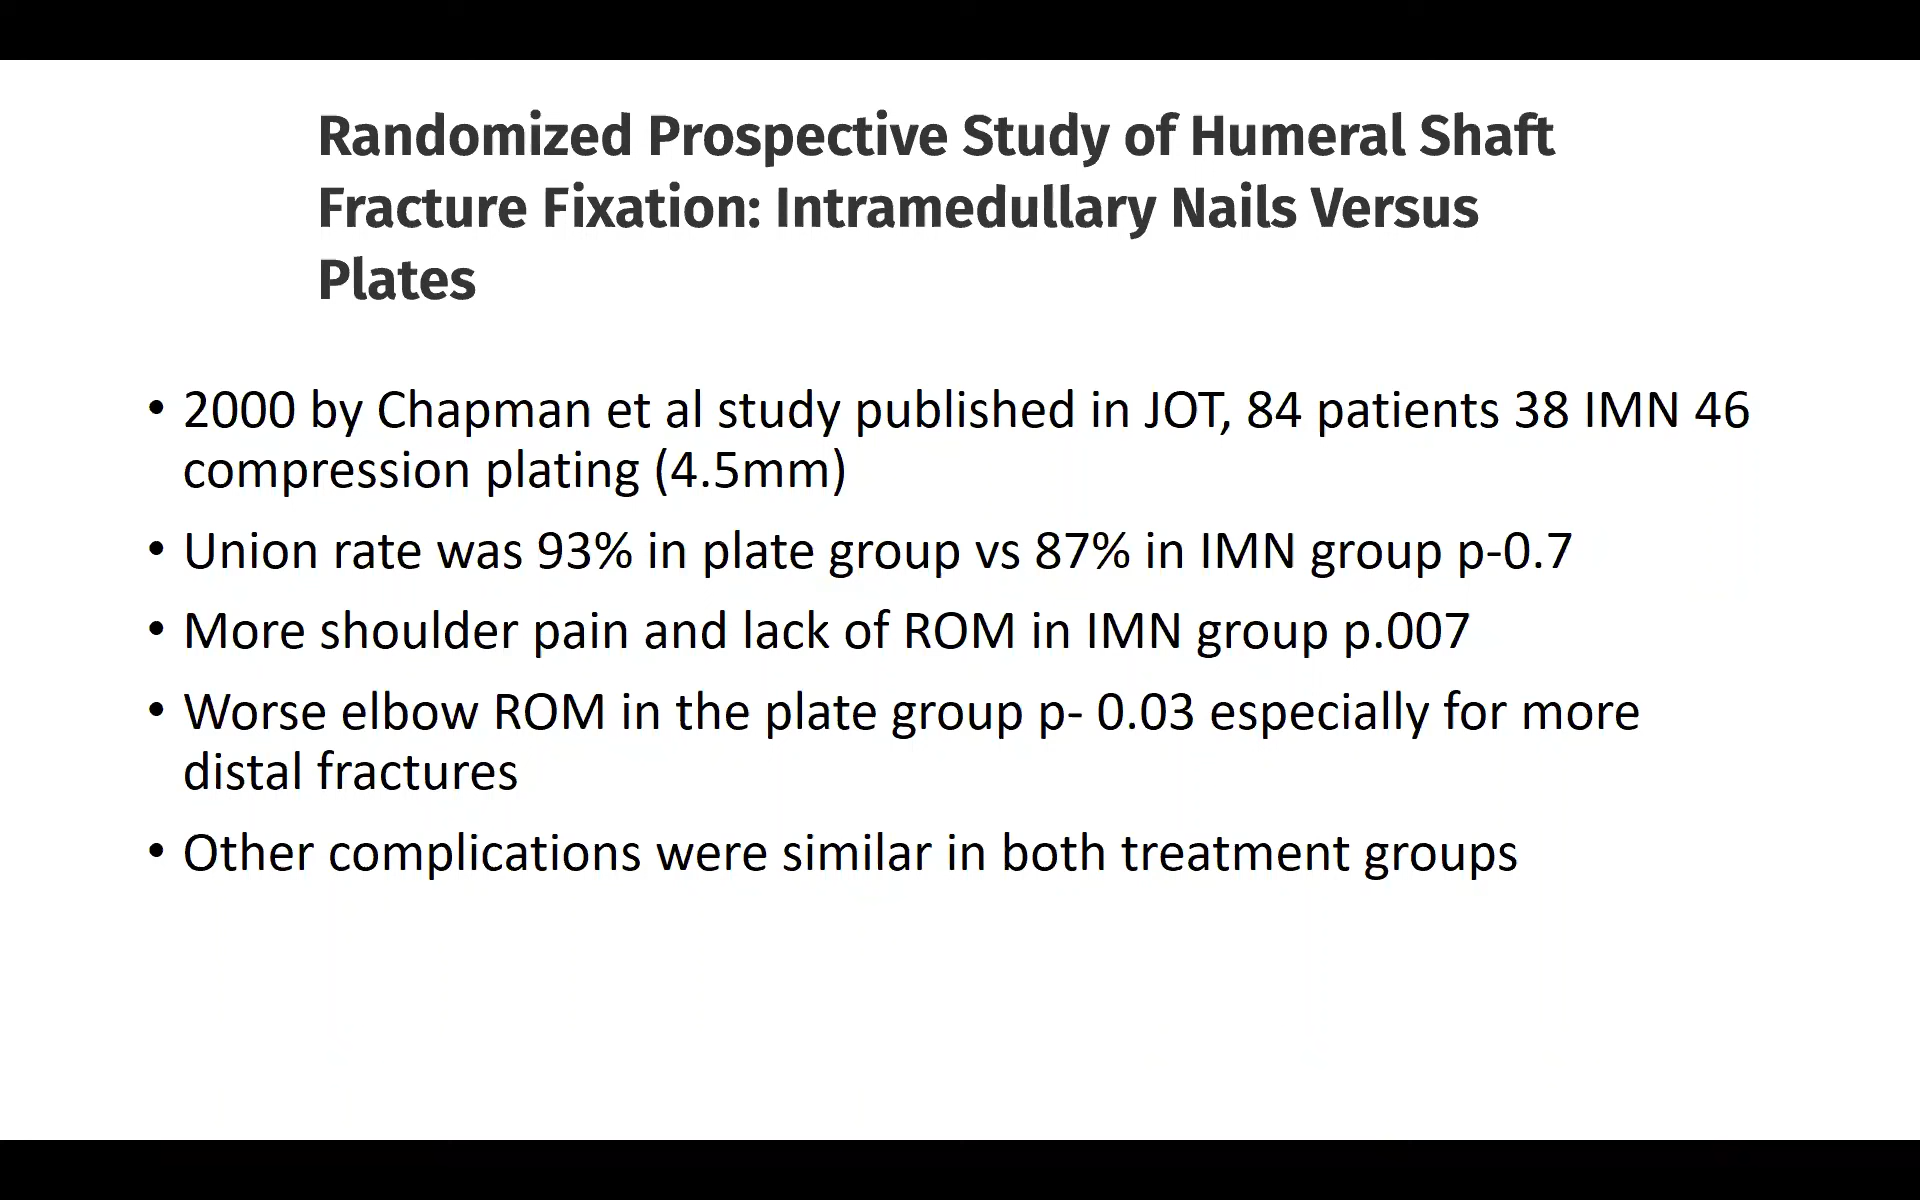 Randomized Prospective Study of Humeral Shaft
Fracture Fixation: Intramedullary Nails Versus
Plates
• 2000 by Chapman et al study published in JOT, 84 patients 38 IMN 46
compression plating (4.5mm)
• Union rate was 93% in plate group vs 87% in IMN group p-0.7
• More shoulder pain and lack of ROM in IMN group p.007
• Worse elbow ROM in the plate group p- 0.03 especially for more
distal fractures
• Other complications were similar in both treatment groups